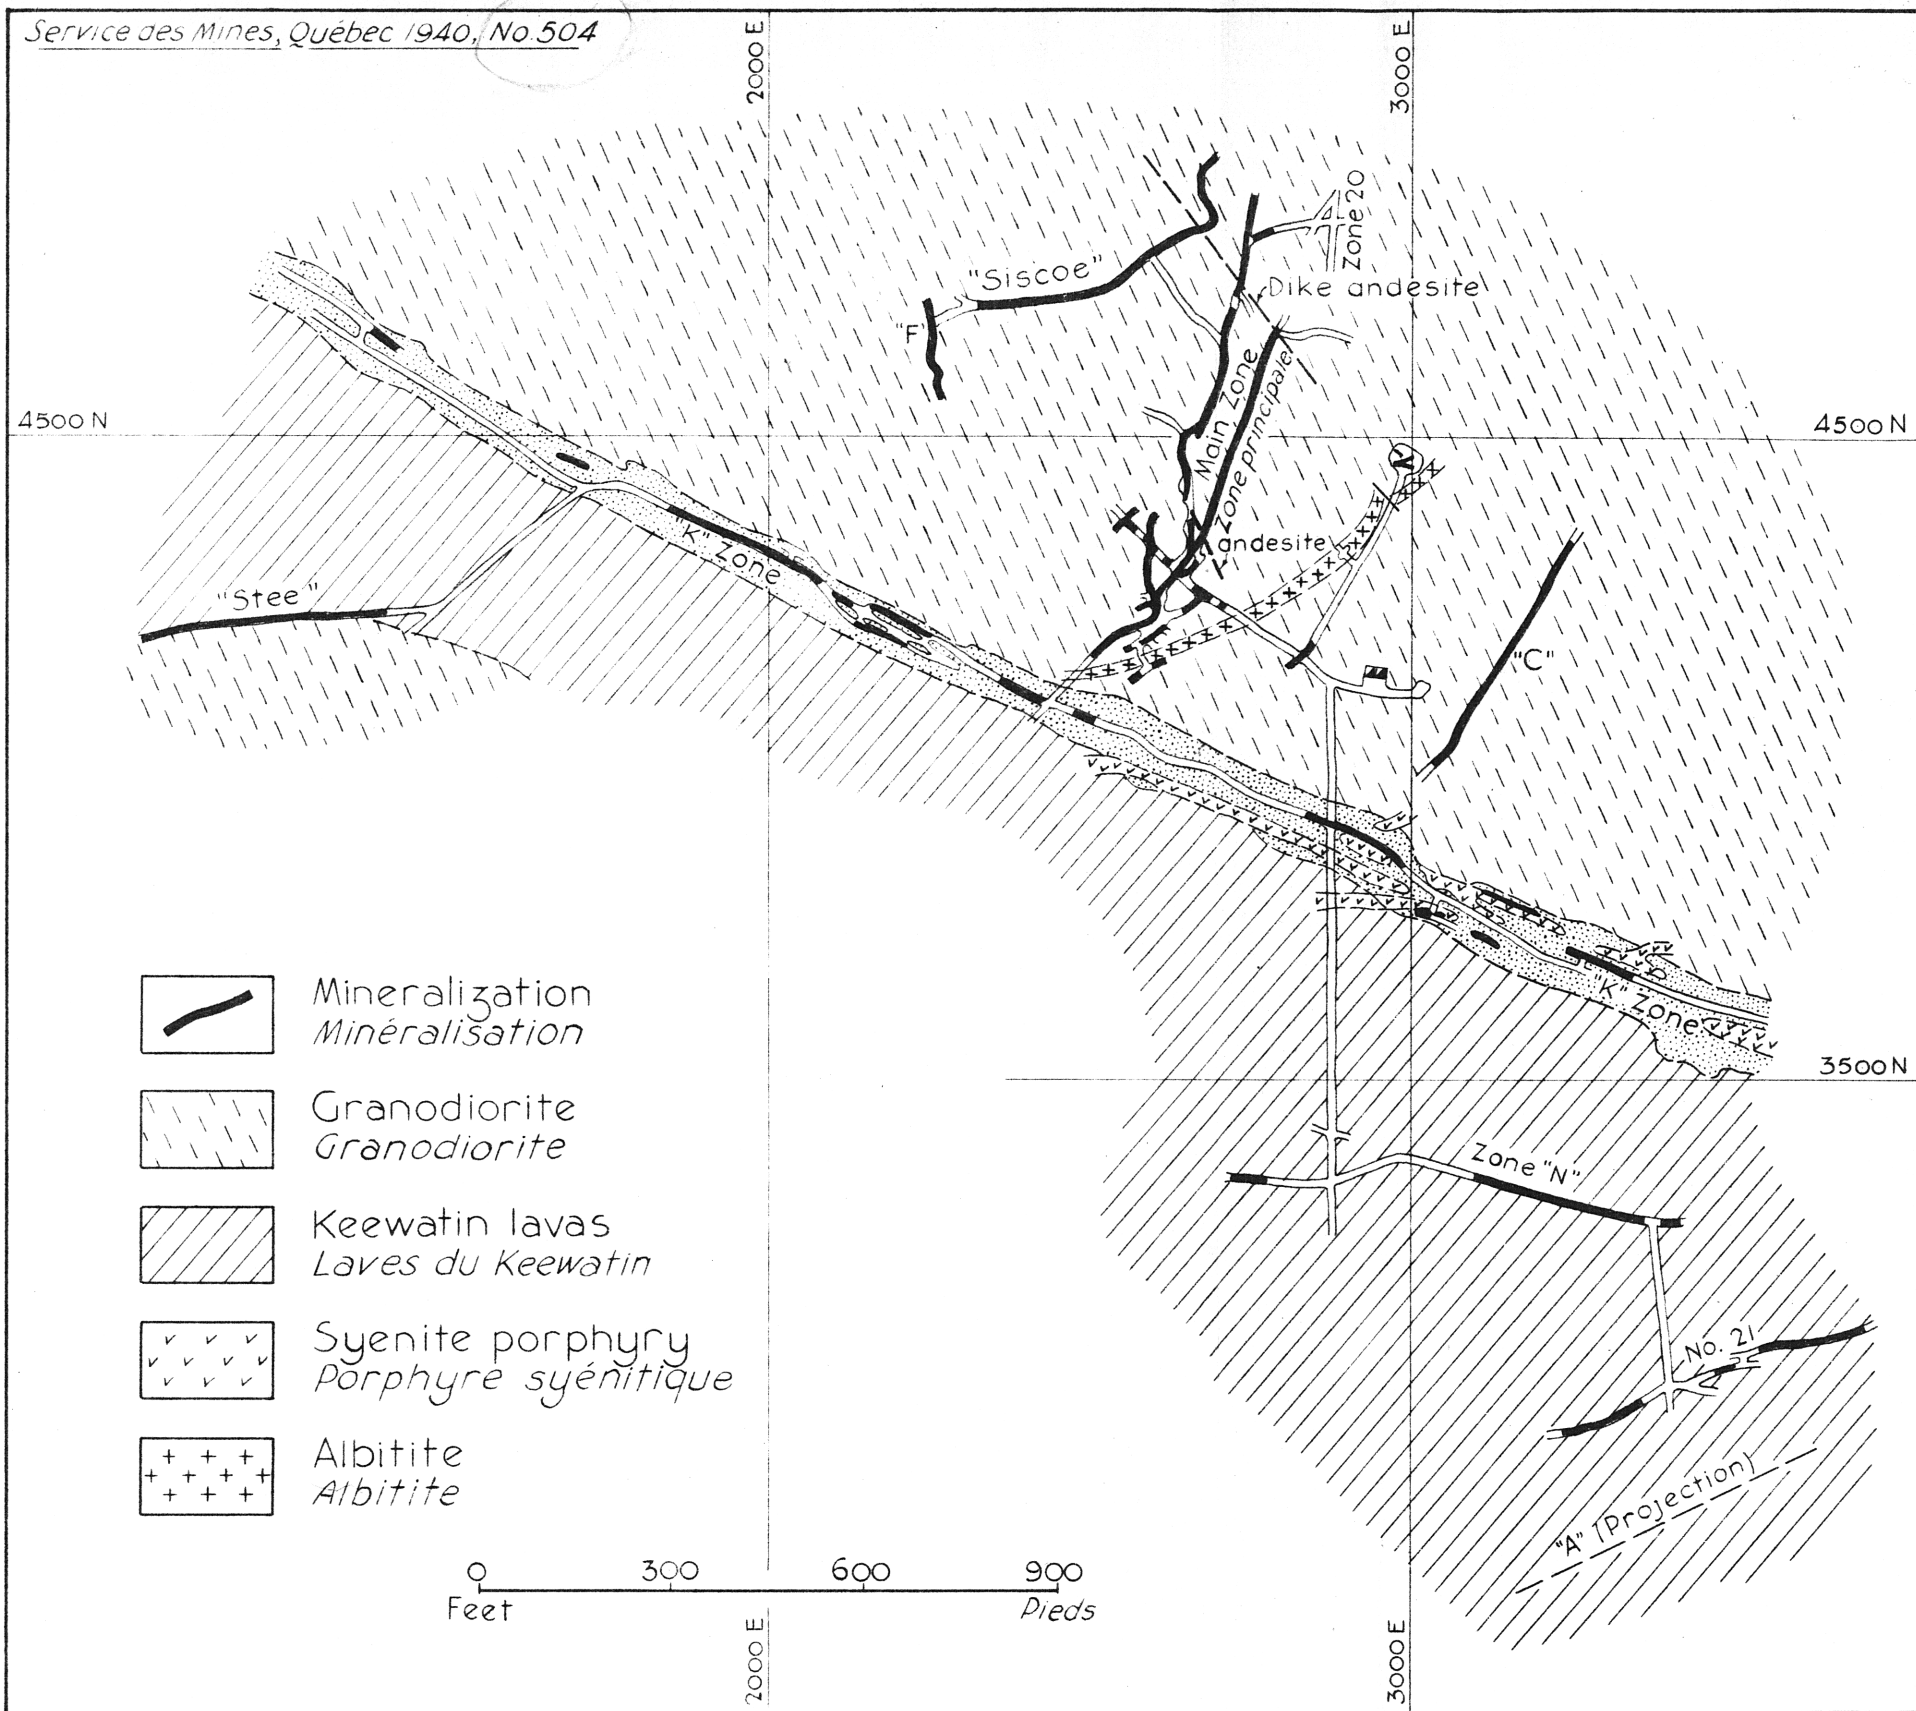 Service des Mines, Québec 1940, No. 504
2000 E
3000 E
Zone 20
"Siscoe"
Dike andesite
"F"
Main Zone
Zone principale
4500 N
4500 N
andesite
"K" Zone
"Stee"
"C"
"K" Zone
3500 N
Mineralization
Minéralisation
Granodiorite
Granodiorite
Keewatin lavas
Laves du Keewatin
Syenite porphyry
Porphyre syénitique
Albitite
Albitite
Zone "N"
No. 21
"A" (Projection)
0 300 600 900
Feet Pieds
2000 E
3000 E